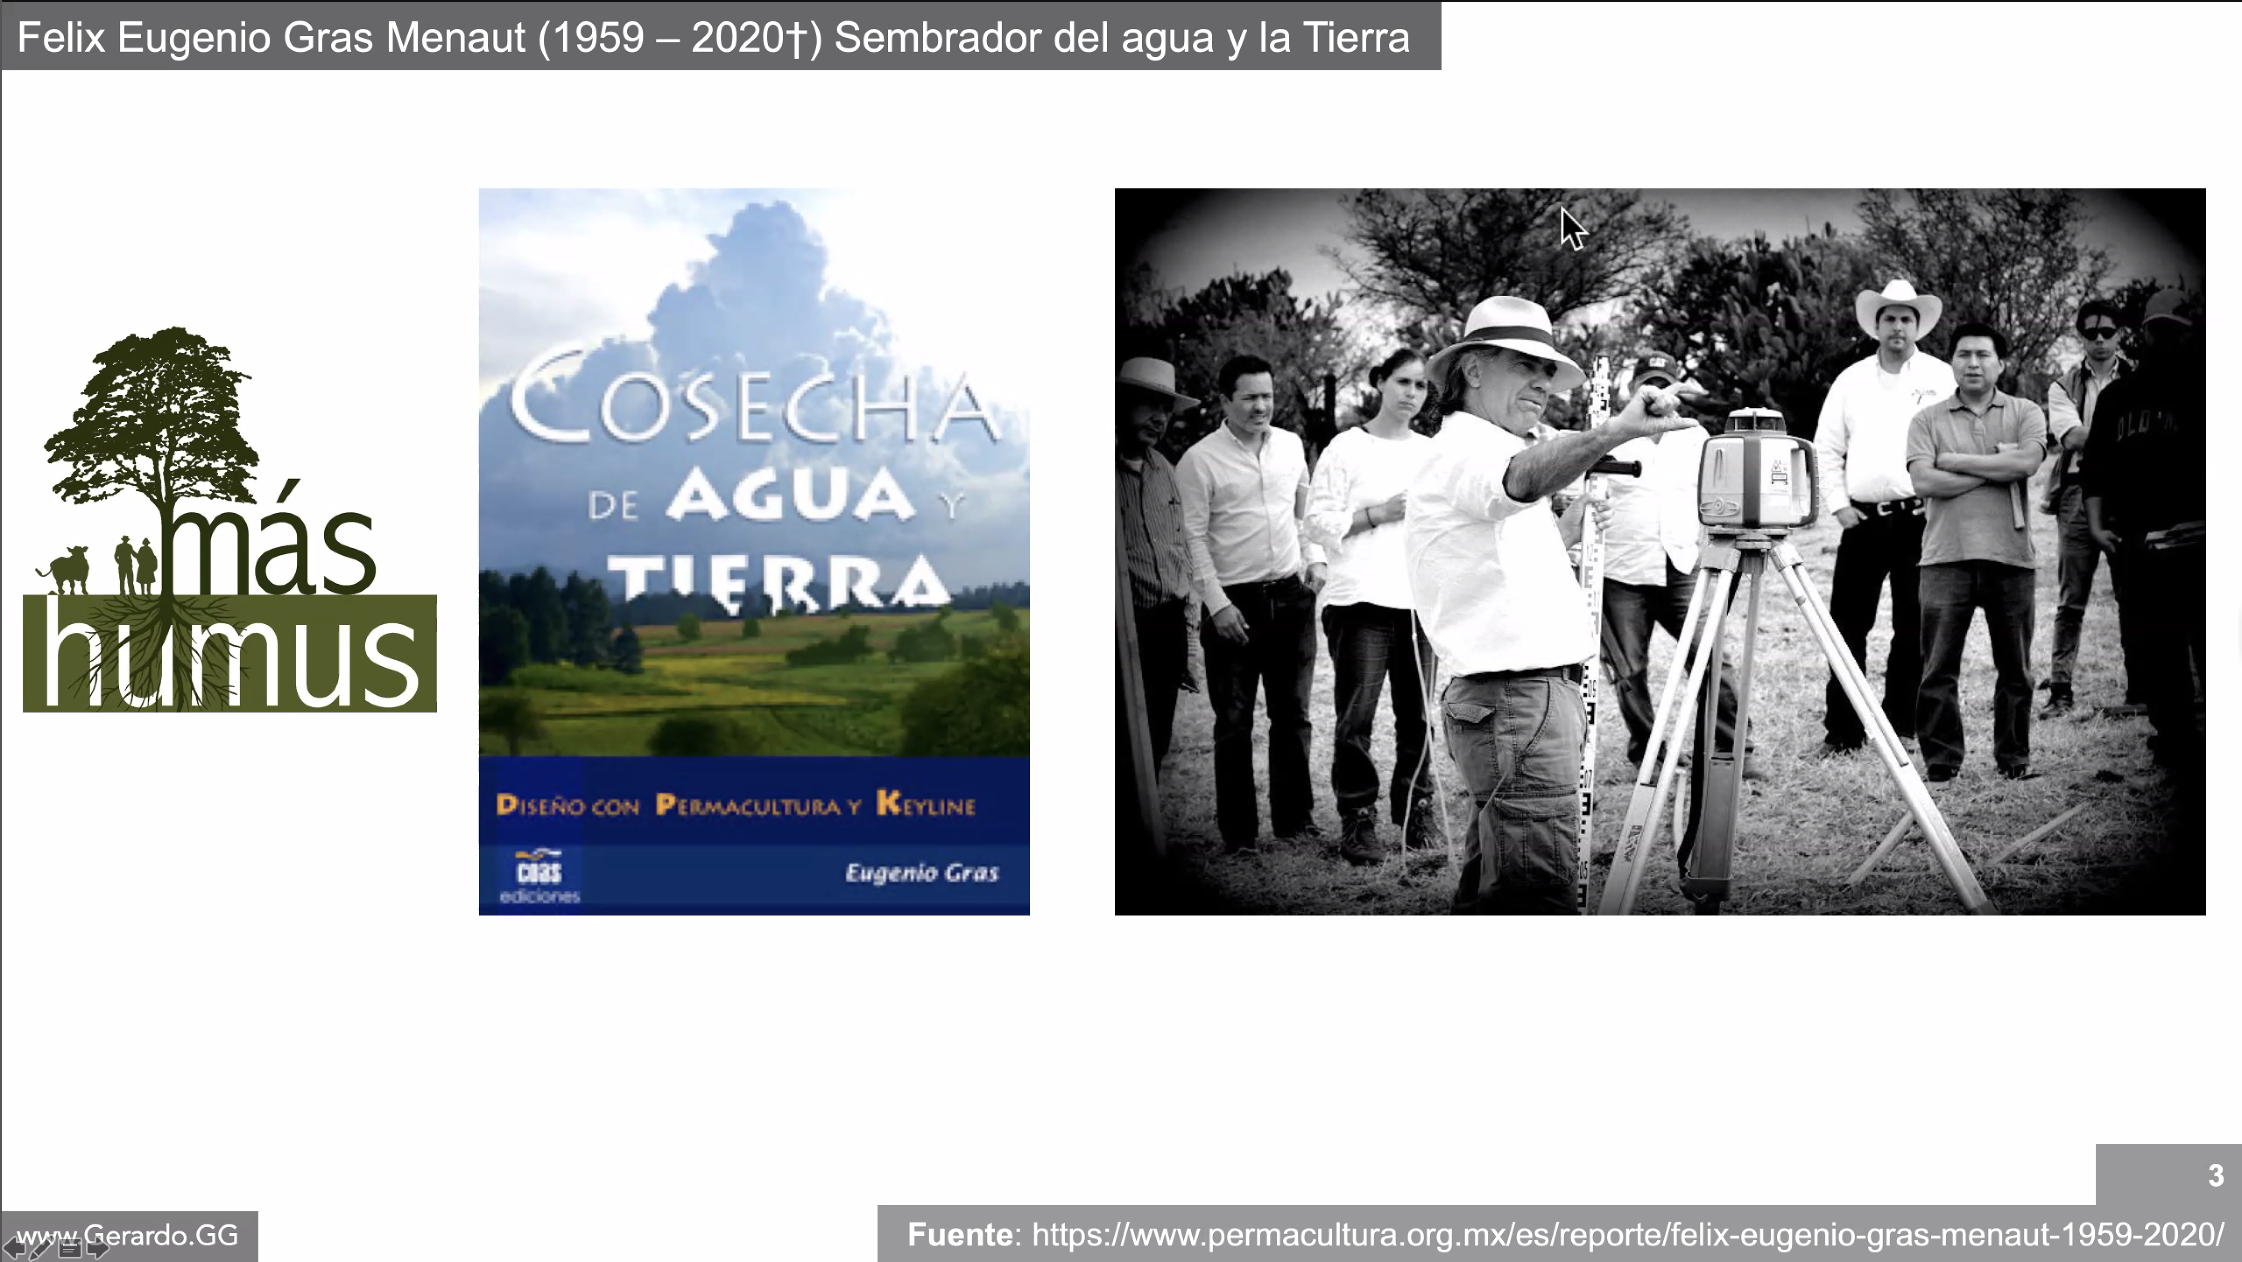 Felix Eugenio Gras Menaut (1959 – 2020†) Sembrador del agua y la Tierra
más
humus
COSECHA
DE AGUA Y
TIERRA
DISEÑO CON PERMACULTURA Y KEYLINE
coas
ediciones
Eugenio Gras
CAT
3
www.Gerardo.GG
Fuente: https://www.permacultura.org.mx/es/reporte/felix-eugenio-gras-menaut-1959-2020/